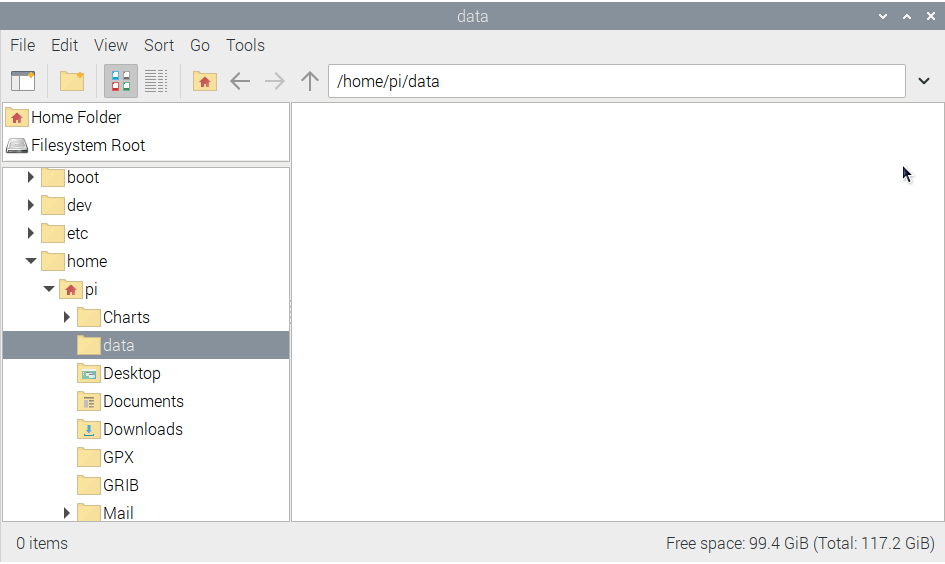 data
File Edit View Sort Go Tools
/home/pi/data
Home Folder
Filesystem Root
boot
dev
etc
home
pi
Charts
data
Desktop
Documents
Downloads
GPX
GRIB
Mail
0 items Free space: 99.4 GiB (Total: 117.2 GiB)